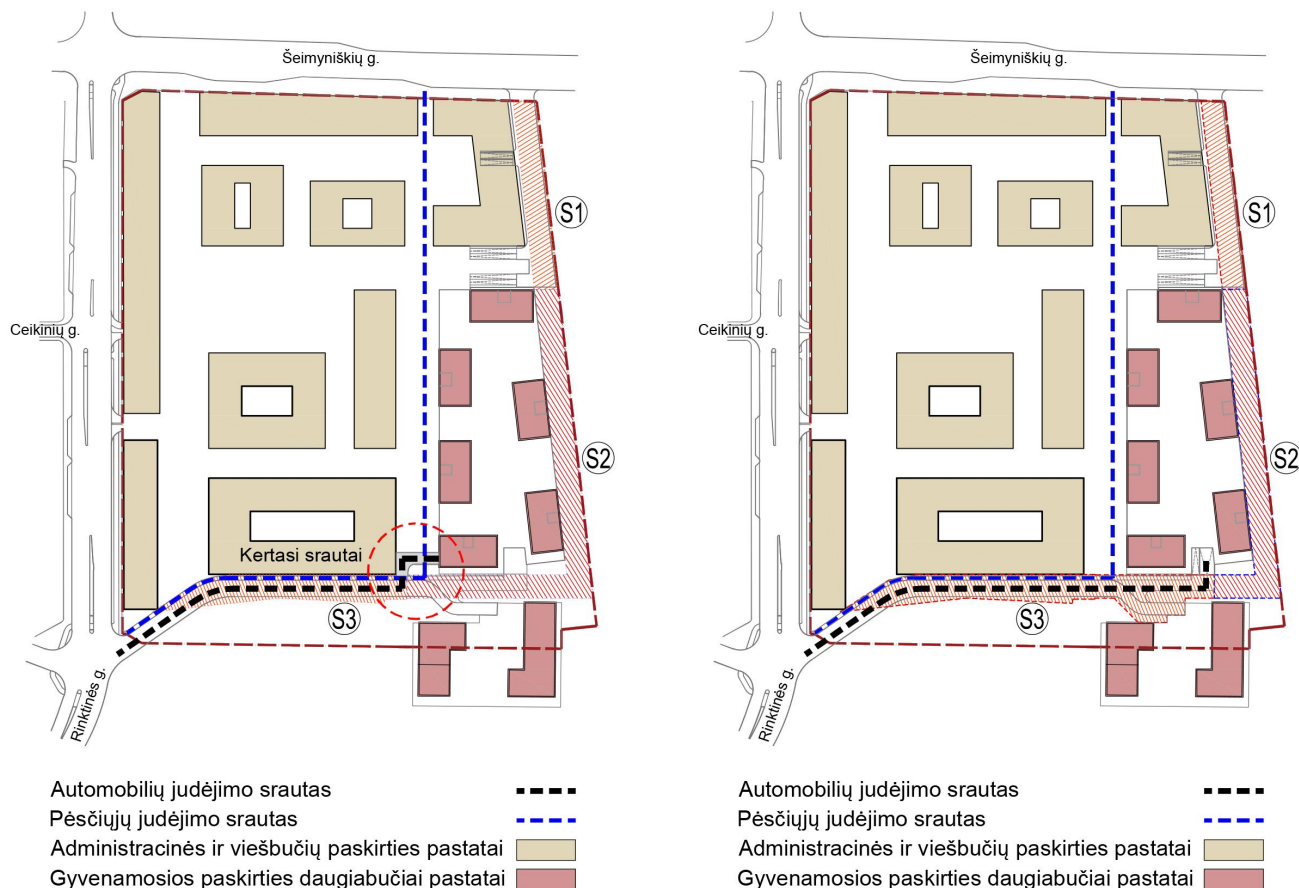 Šeimyniškių g.
S1
Ceikinių g.
S2
Kertasi srautai
S3
Rinktinės g.
Automobilių judėjimo srautas
Pėsčiųjų judėjimo srautas
Administracinės ir viešbučių paskirties pastatai
Gyvenamosios paskirties daugiabučiai pastatai
Šeimyniškių g.
S1
Ceikinių g.
S2
S3
Rinktinės g.
Automobilių judėjimo srautas
Pėsčiųjų judėjimo srautas
Administracinės ir viešbučių paskirties pastatai
Gyvenamosios paskirties daugiabučiai pastatai